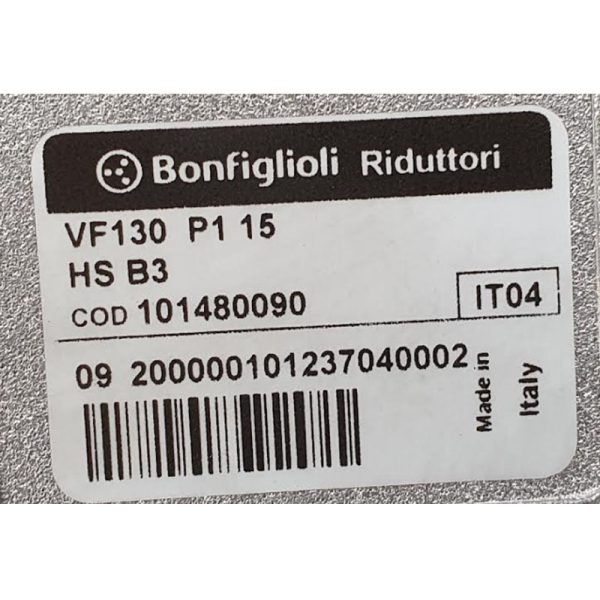 Bonfiglioli Riduttori
VF130 P1 15
HS B3
COD 101480090
IT04
09 200000101237040002
Made in
Italy